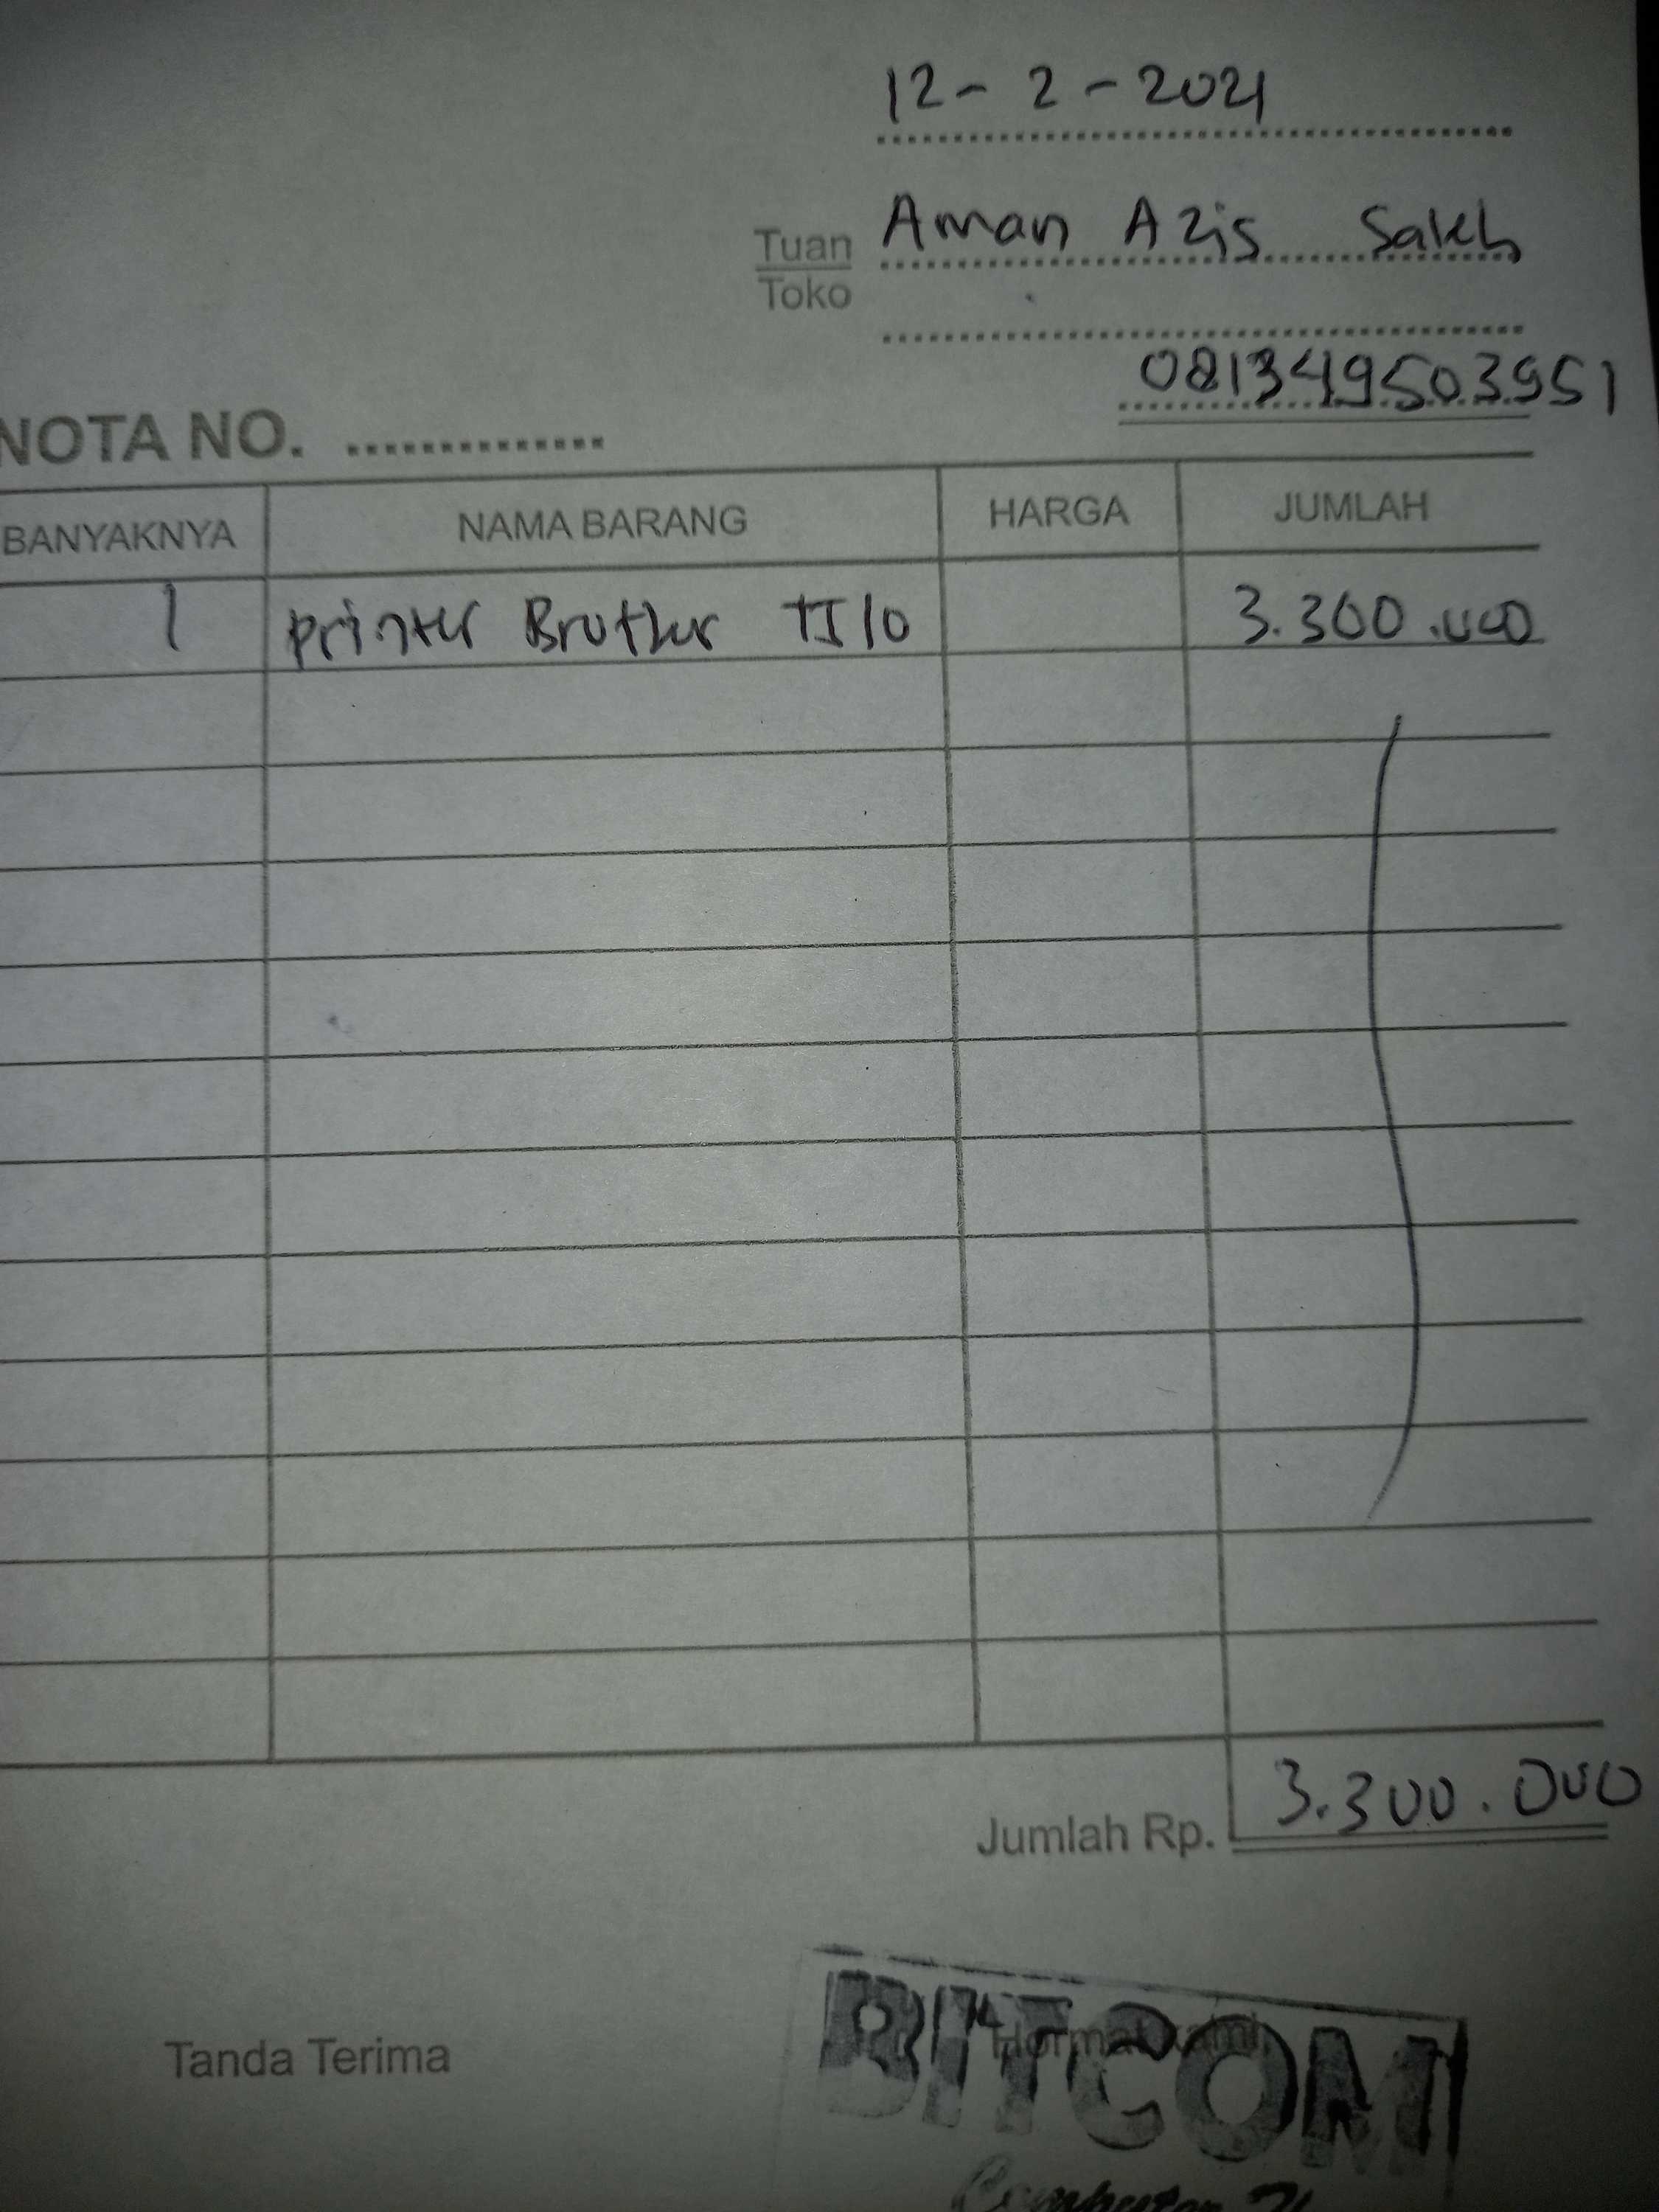 12 - 2 - 2021
Tuan Aman Azis Saleh
Toko
081349503951
NOTA NO. ..............
BANYAKNYA NAMA BARANG HARGA JUMLAH
1 Printer Brother TJ10 3.300.000
Jumlah Rp. 3.300.000
Tanda Terima Hormat kami,
BITCOM
Computer